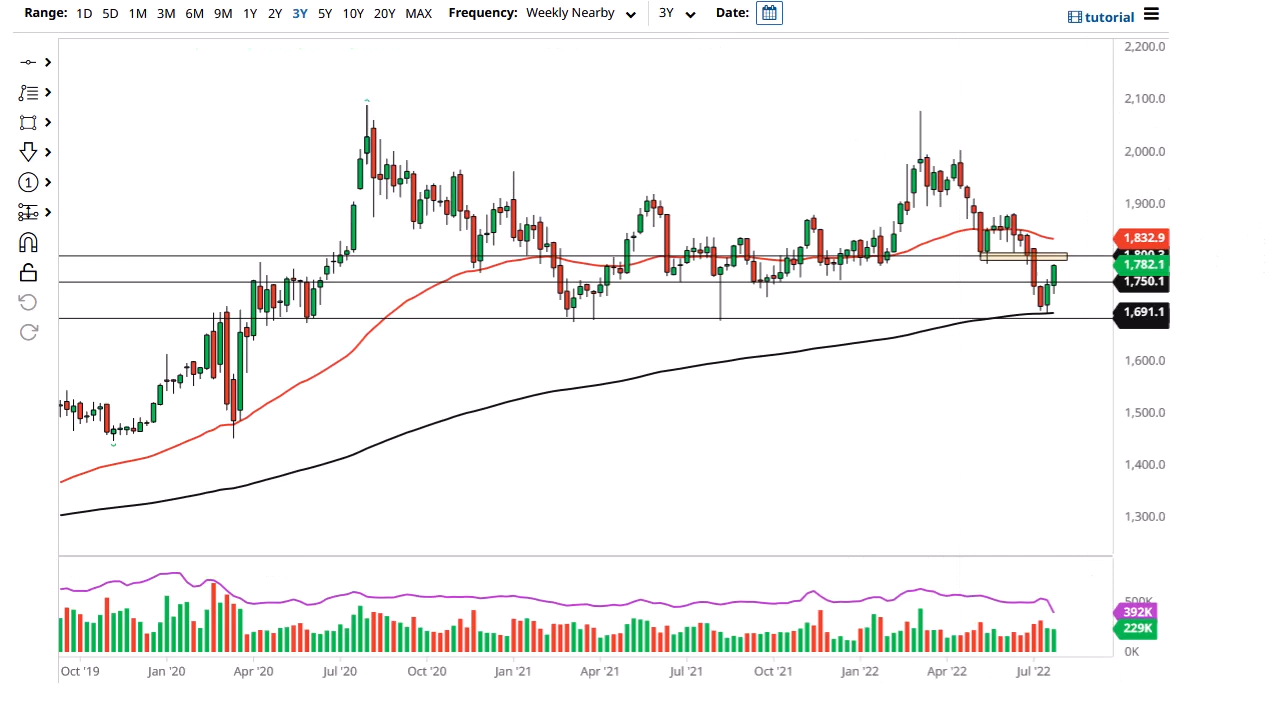 Range: 1D 5D 1M 3M 6M 9M 1Y 2Y 3Y 5Y 10Y 20Y MAX Frequency: Weekly Nearby 3Y Date: tutorial
2,200.0
2,100.0
2,000.0
1,900.0
1,832.9
1,782.1
1,750.1
1,691.1
1,600.0
1,500.0
1,400.0
1,300.0
1
500K
392K
229K
0K
Oct '19 Jan '20 Apr '20 Jul '20 Oct '20 Jan '21 Apr '21 Jul '21 Oct '21 Jan '22 Apr '22 Jul '22